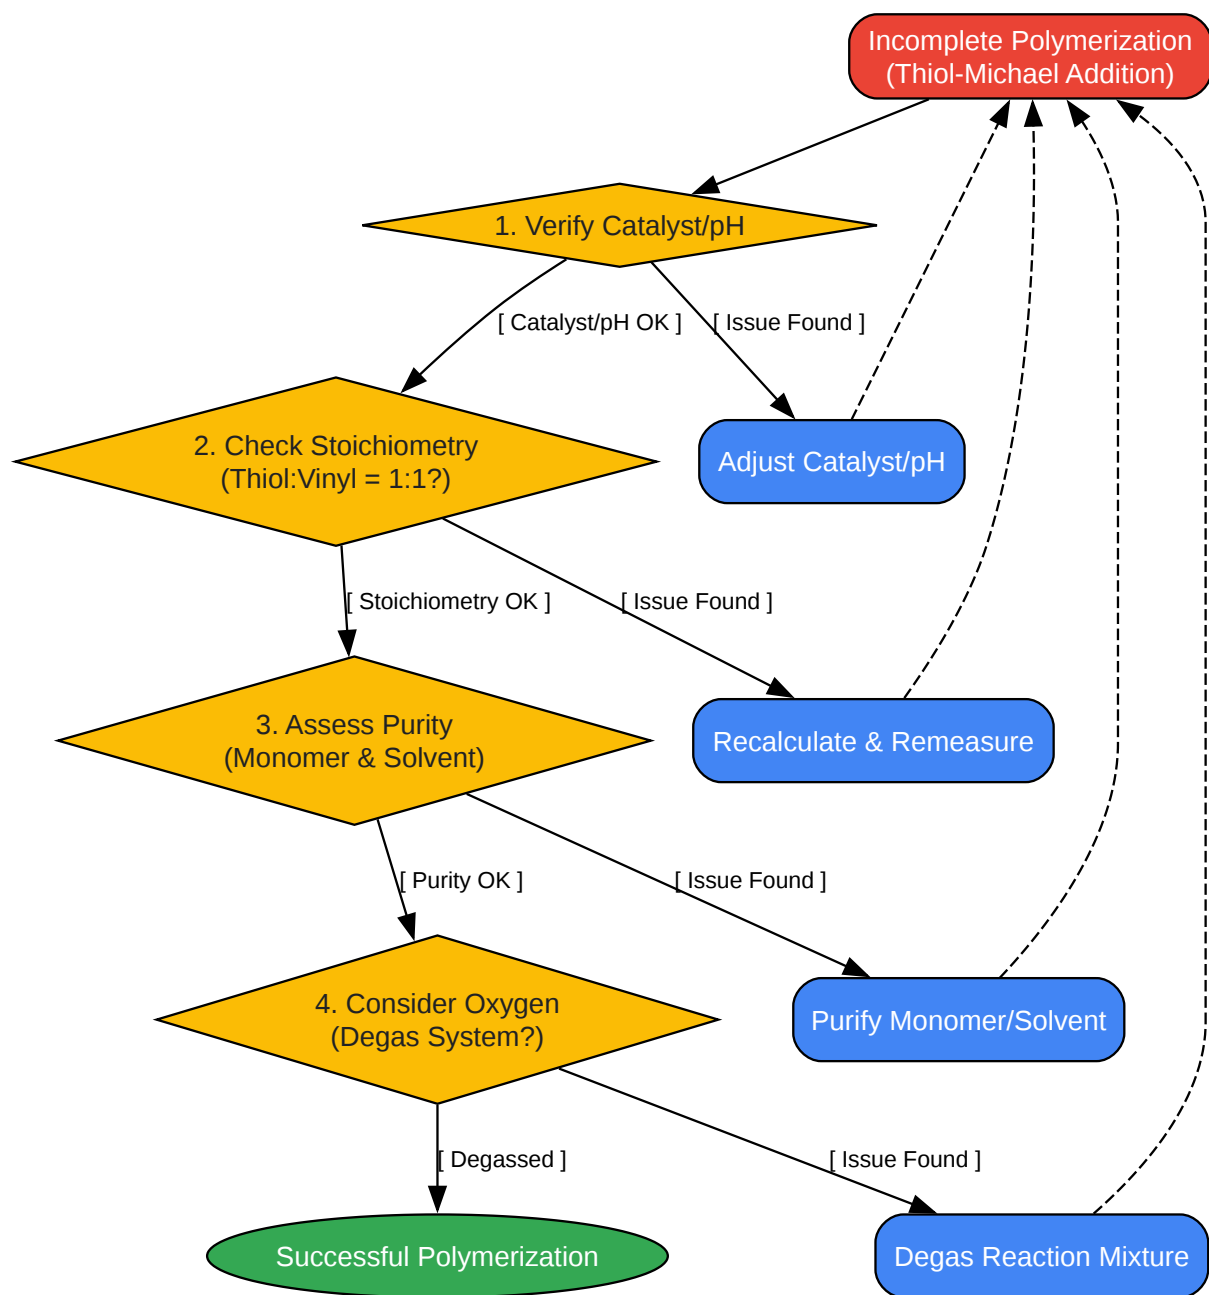 Incomplete Polymerization
(Thiol-Michael Addition)
1. Verify Catalyst/pH
[ Catalyst/pH OK ]
[ Issue Found ]
2. Check Stoichiometry
(Thiol:Vinyl = 1:1?)
Adjust Catalyst/pH
[ Stoichiometry OK ]
[ Issue Found ]
3. Assess Purity
(Monomer & Solvent)
Recalculate & Remeasure
[ Purity OK ]
[ Issue Found ]
4. Consider Oxygen
(Degas System?)
Purify Monomer/Solvent
[ Degassed ]
[ Issue Found ]
Successful Polymerization
Degas Reaction Mixture